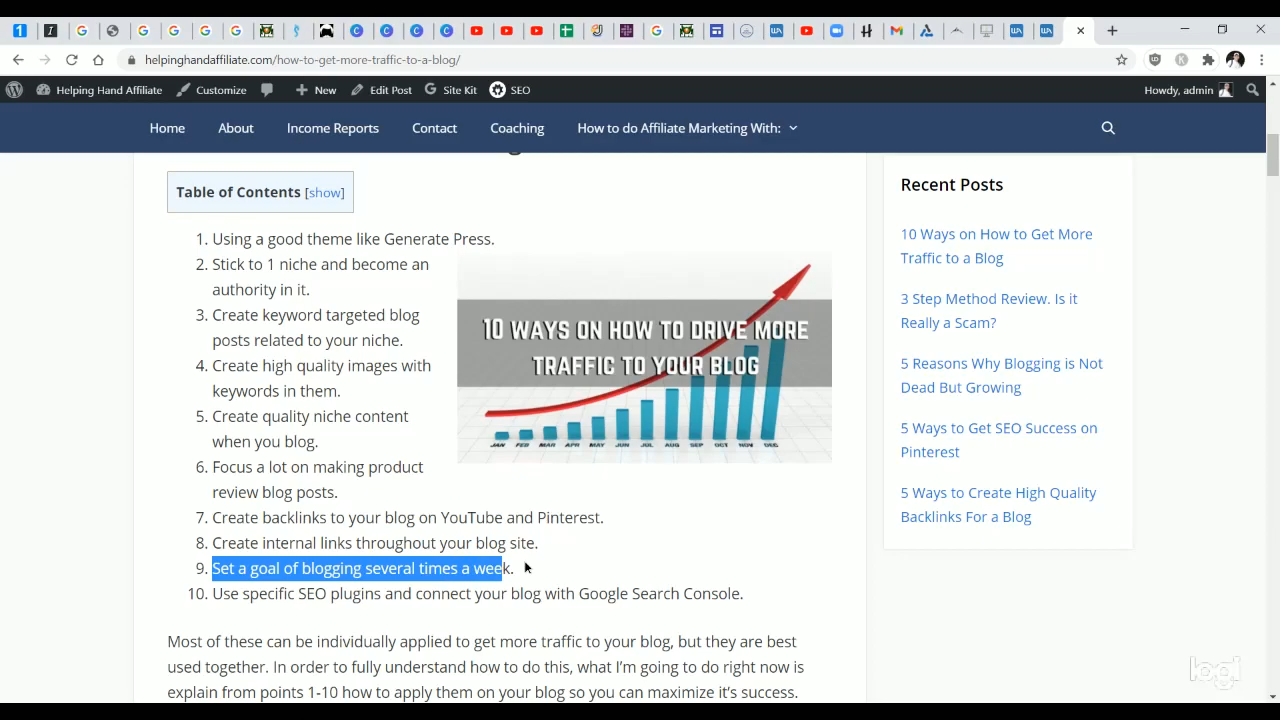 helpinghandaffiliate.com/how-to-get-more-traffic-to-a-blog/
Helping Hand Affiliate Customize New Edit Post Site Kit SEO Howdy, admin
Home About Income Reports Contact Coaching How to do Affiliate Marketing With:
Table of Contents [show]
1. Using a good theme like Generate Press.
2. Stick to 1 niche and become an
authority in it.
3. Create keyword targeted blog
posts related to your niche.
4. Create high quality images with
keywords in them.
5. Create quality niche content
when you blog.
6. Focus a lot on making product
review blog posts.
7. Create backlinks to your blog on YouTube and Pinterest.
8. Create internal links throughout your blog site.
9. Set a goal of blogging several times a week.
10. Use specific SEO plugins and connect your blog with Google Search Console.
10 WAYS ON HOW TO DRIVE MORE
TRAFFIC TO YOUR BLOG
JAN FEB MAR APR MAY JUN JUL AUG SEP OCT NOV DEC
Most of these can be individually applied to get more traffic to your blog, but they are best
used together. In order to fully understand how to do this, what I'm going to do right now is
explain from points 1-10 how to apply them on your blog so you can maximize it's success.
Recent Posts
10 Ways on How to Get More
Traffic to a Blog
3 Step Method Review. Is it
Really a Scam?
5 Reasons Why Blogging is Not
Dead But Growing
5 Ways to Get SEO Success on
Pinterest
5 Ways to Create High Quality
Backlinks For a Blog
logi